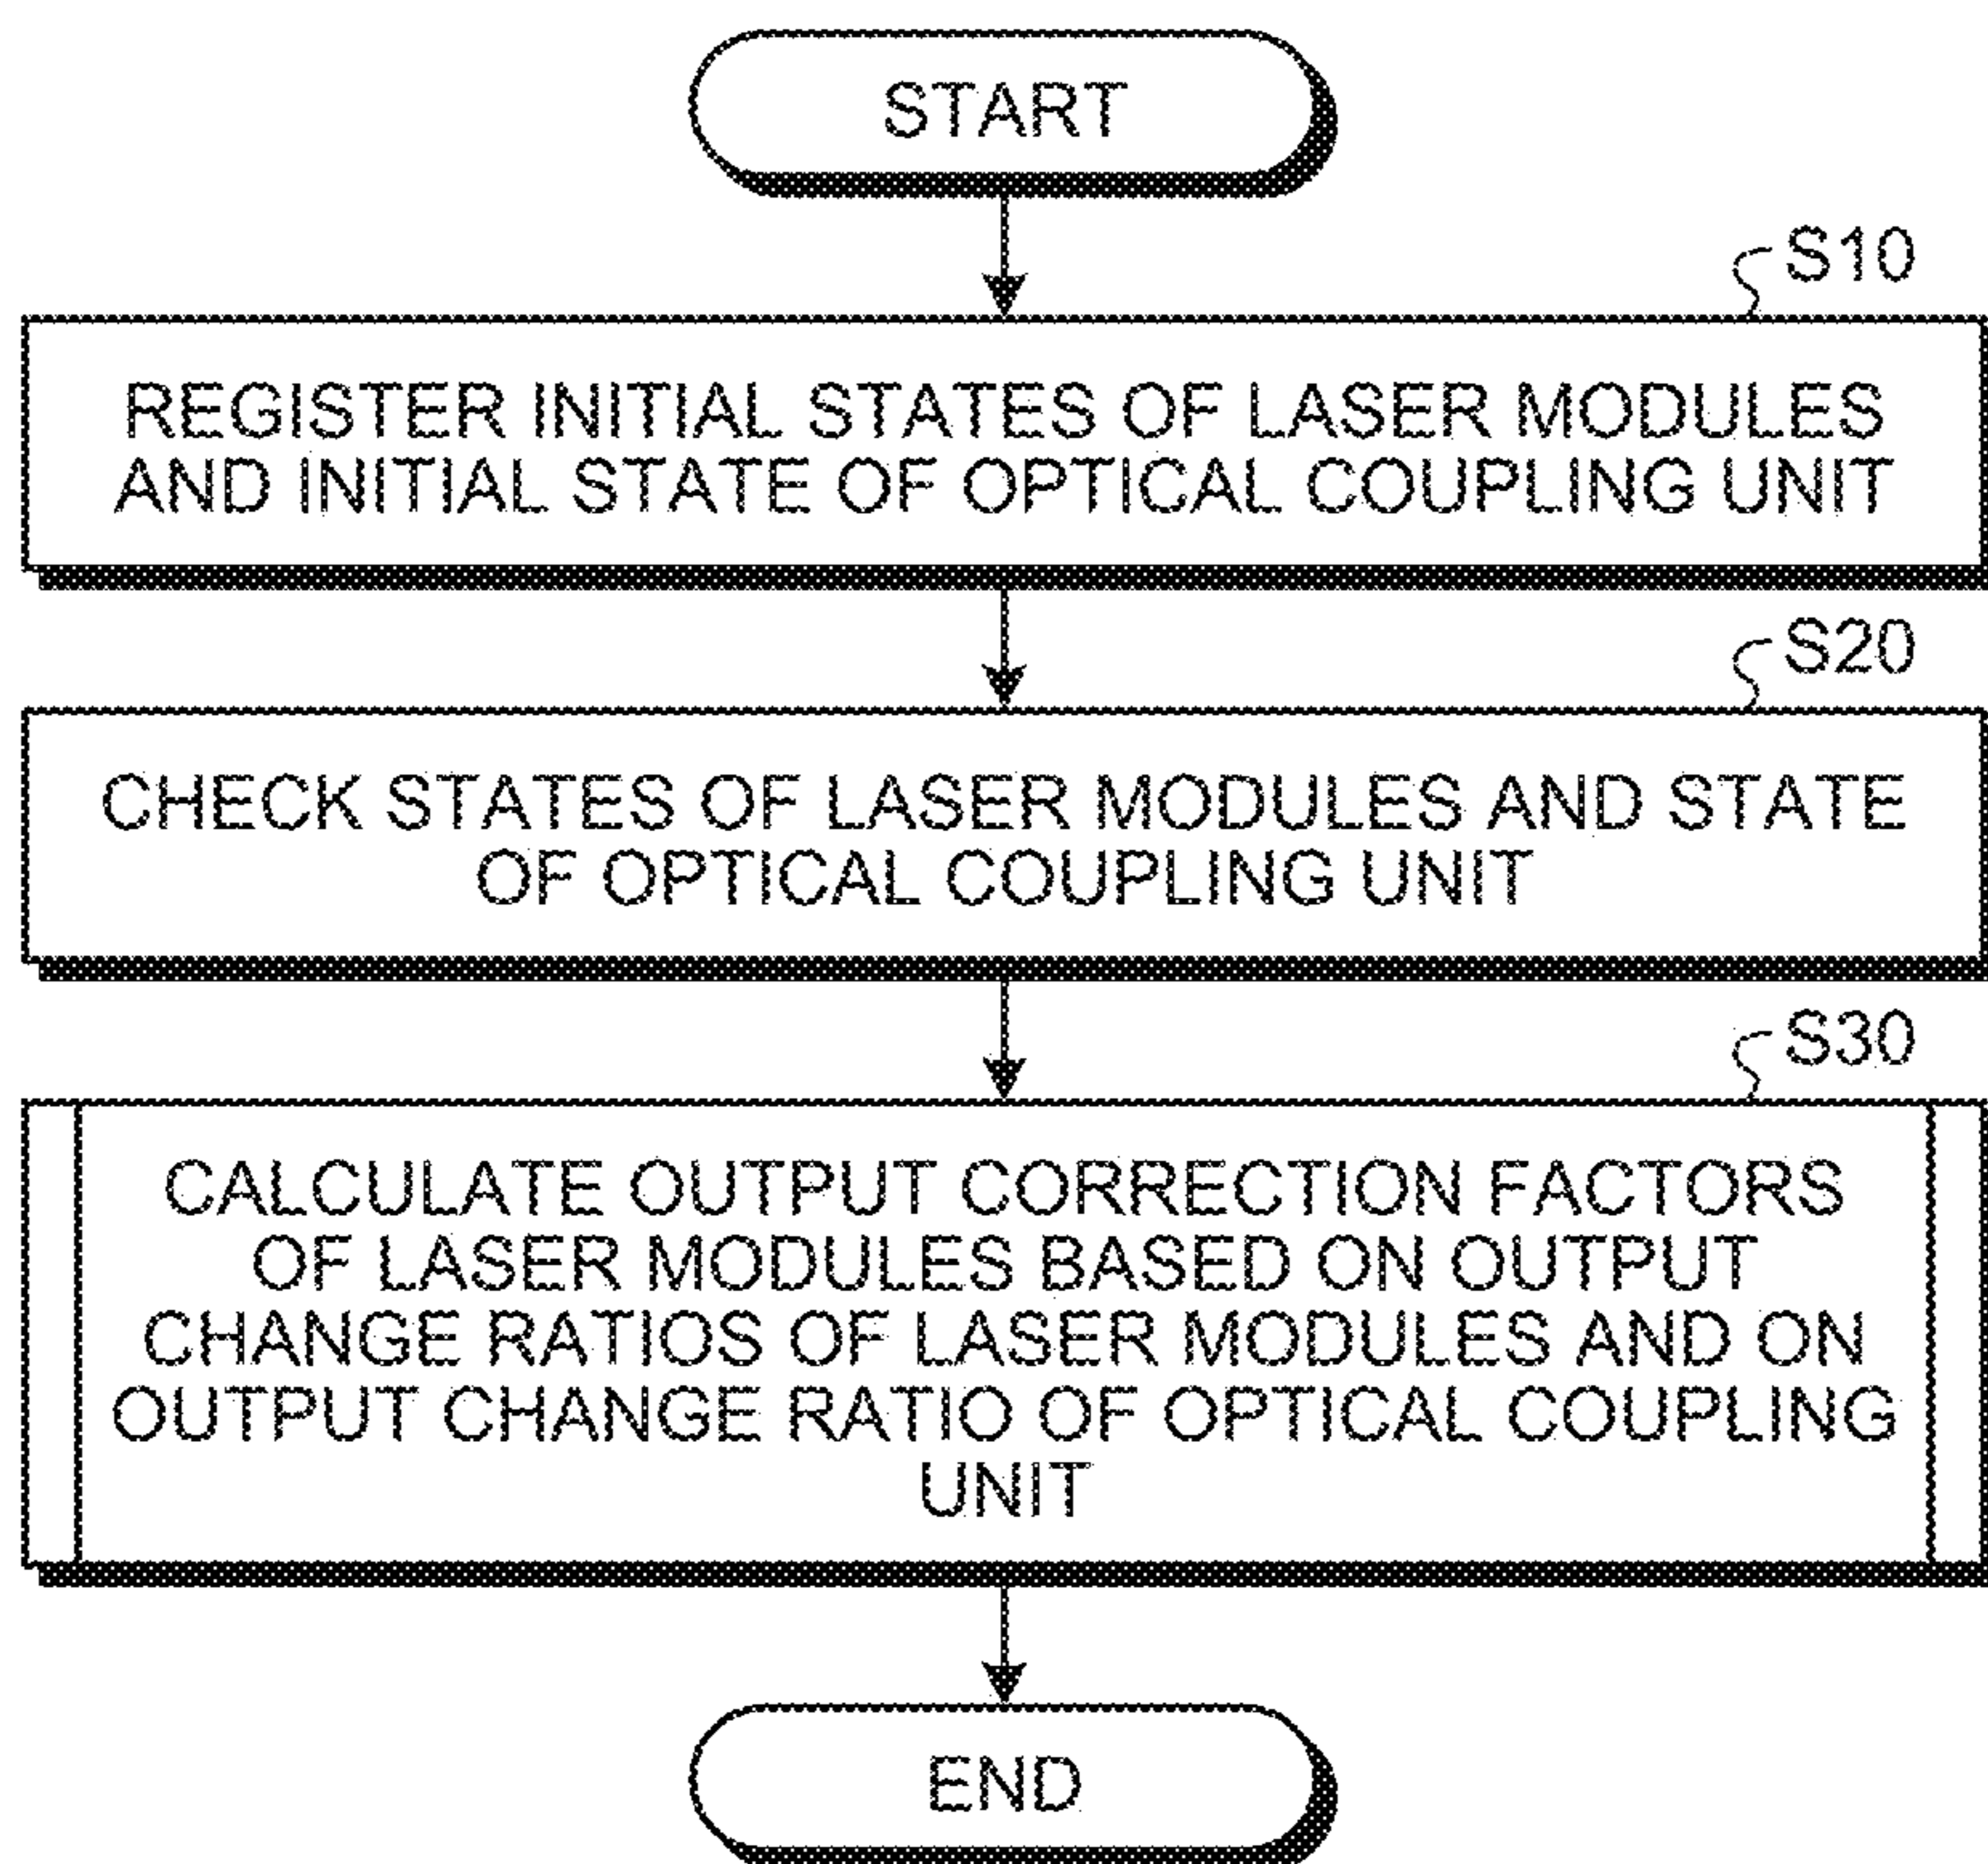 START
S10
REGISTER INITIAL STATES OF LASER MODULES
AND INITIAL STATE OF OPTICAL COUPLING UNIT
S20
CHECK STATES OF LASER MODULES AND STATE
OF OPTICAL COUPLING UNIT
S30
CALCULATE OUTPUT CORRECTION FACTORS
OF LASER MODULES BASED ON OUTPUT
CHANGE RATIOS OF LASER MODULES AND ON
OUTPUT CHANGE RATIO OF OPTICAL COUPLING
UNIT
END